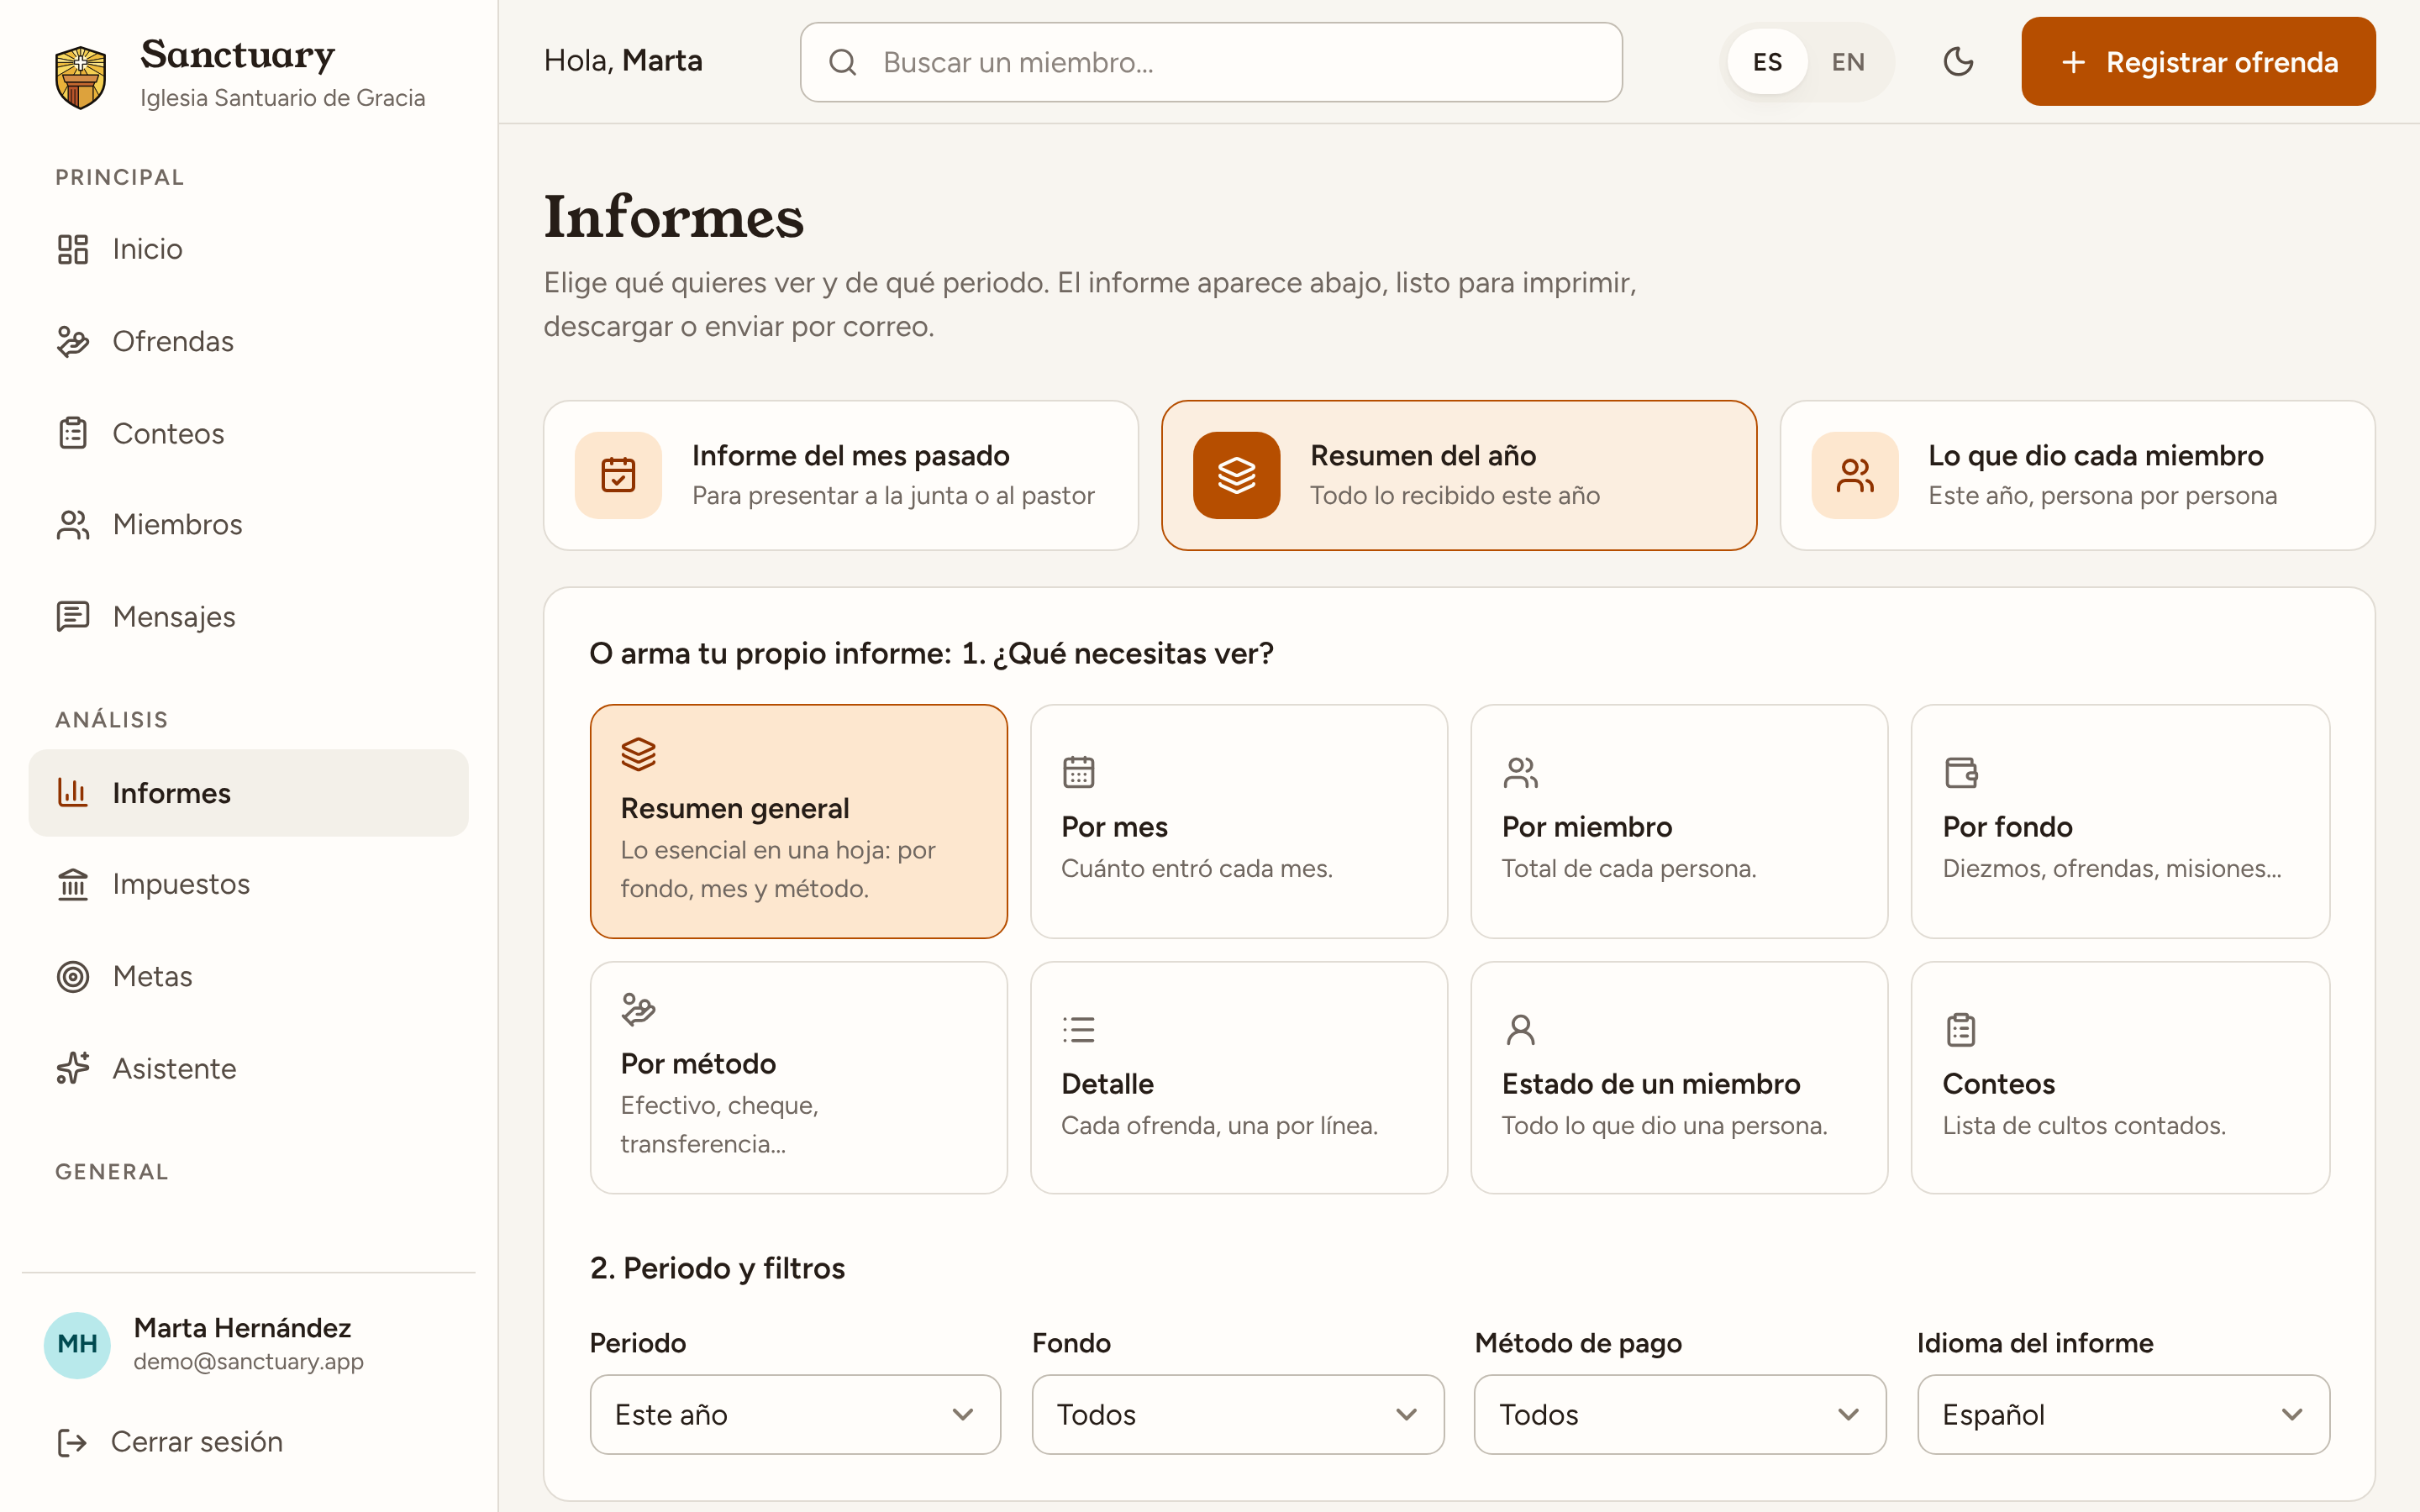 Sanctuary
Iglesia Santuario de Gracia
PRINCIPAL
Inicio
Ofrendas
Conteos
Miembros
Mensajes
ANÁLISIS
Informes
Impuestos
Metas
Asistente
GENERAL
MH
Marta Hernández
demo@sanctuary.app
Cerrar sesión
Hola, Marta
Buscar un miembro...
ES
EN
+ Registrar ofrenda
Informes
Elige qué quieres ver y de qué periodo. El informe aparece abajo, listo para imprimir,
descargar o enviar por correo.
Informe del mes pasado
Para presentar a la junta o al pastor
Resumen del año
Todo lo recibido este año
Lo que dio cada miembro
Este año, persona por persona
O arma tu propio informe: 1. ¿Qué necesitas ver?
Resumen general
Lo esencial en una hoja: por
fondo, mes y método.
Por mes
Cuánto entró cada mes.
Por miembro
Total de cada persona.
Por fondo
Diezmos, ofrendas, misiones...
Por método
Efectivo, cheque,
transferencia...
Detalle
Cada ofrenda, una por línea.
Estado de un miembro
Todo lo que dio una persona.
Conteos
Lista de cultos contados.
2. Periodo y filtros
Periodo
Este año
Fondo
Todos
Método de pago
Todos
Idioma del informe
Español